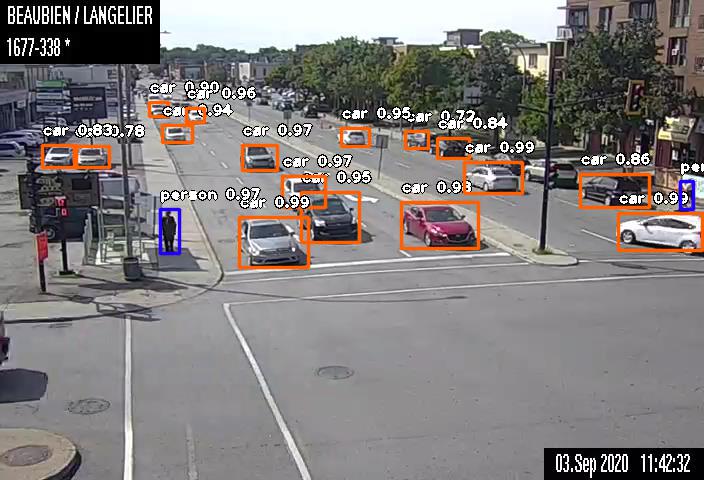 BEAUBIEN / LANGELIER
1677-338 *
car 0.90
car 0.96
car 0.94
car 0.83
0.78
car 0.97
car 0.95
car 0.72
car 0.84
car 0.99
car 0.97
car 0.95
car 0.86
person 0.97
car 0.99
car 0.98
per
car 0.99
03.Sep 2020 11:42:32